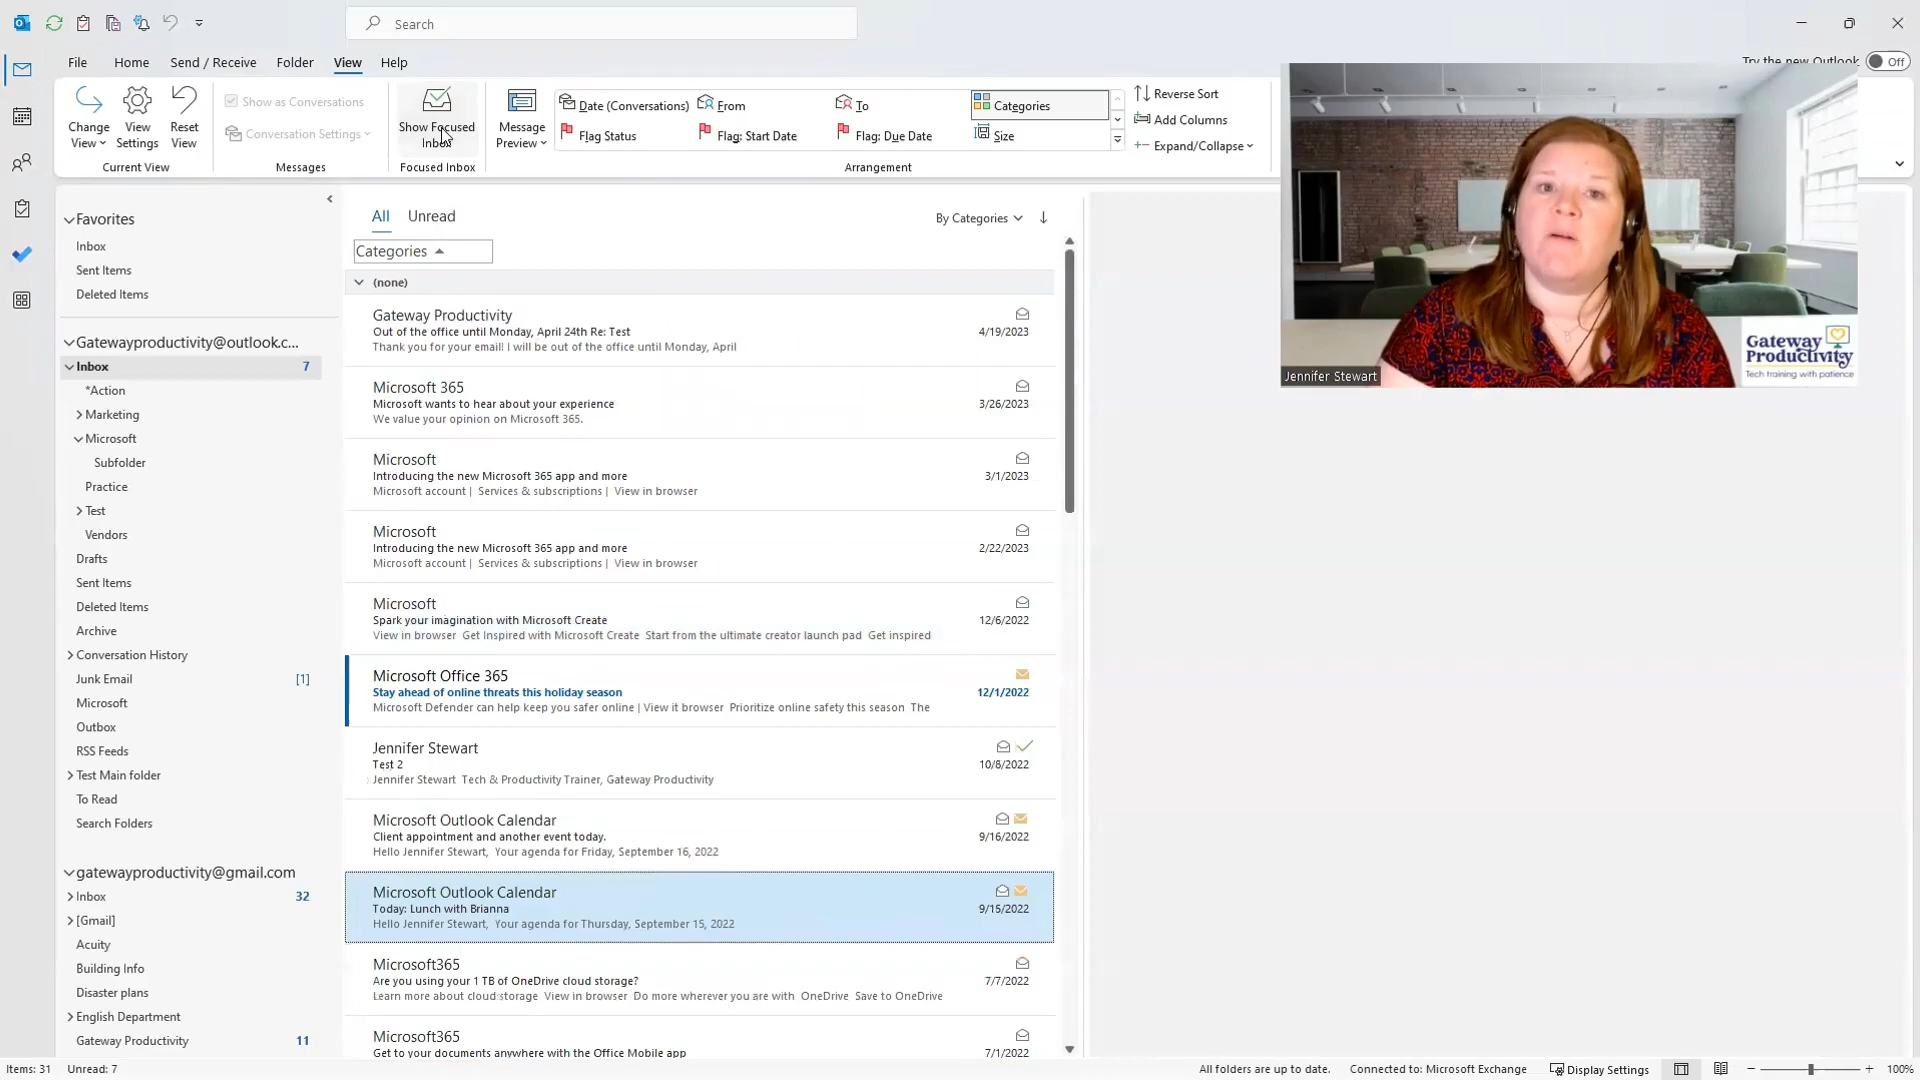 Search
File Home Send / Receive Folder View Help
Try the new Outlook Off
Change View
View Settings
Reset View
Current View
Show as Conversations
Conversation Settings
Messages
Show Focused Inbox
Focused Inbox
Message Preview
Date (Conversations) From To Categories
Flag Status Flag: Start Date Flag: Due Date Size
Arrangement
Reverse Sort
Add Columns
Expand/Collapse
Favorites
Inbox
Sent Items
Deleted Items
Gatewayproductivity@outlook.c...
Inbox 7
*Action
Marketing
Microsoft
Subfolder
Practice
Test
Vendors
Drafts
Sent Items
Deleted Items
Archive
Conversation History
Junk Email [1]
Microsoft
Outbox
RSS Feeds
Test Main folder
To Read
Search Folders
gatewayproductivity@gmail.com
Inbox 32
[Gmail]
Acuity
Building Info
Disaster plans
English Department
Gateway Productivity 11
All Unread
By Categories
Categories
(none)
Gateway Productivity
Out of the office until Monday, April 24th Re: Test 4/19/2023
Thank you for your email! I will be out of the office until Monday, April
Microsoft 365
Microsoft wants to hear about your experience 3/26/2023
We value your opinion on Microsoft 365.
Microsoft
Introducing the new Microsoft 365 app and more 3/1/2023
Microsoft account | Services & subscriptions | View in browser
Microsoft
Introducing the new Microsoft 365 app and more 2/22/2023
Microsoft account | Services & subscriptions | View in browser
Microsoft
Spark your imagination with Microsoft Create 12/6/2022
View in browser Get Inspired with Microsoft Create Start from the ultimate creator launch pad Get inspired
Microsoft Office 365
Stay ahead of online threats this holiday season 12/1/2022
Microsoft Defender can help keep you safer online | View it browser Prioritize online safety this season The
Jennifer Stewart
Test 2 10/8/2022
Jennifer Stewart Tech & Productivity Trainer, Gateway Productivity
Microsoft Outlook Calendar
Client appointment and another event today. 9/16/2022
Hello Jennifer Stewart, Your agenda for Friday, September 16, 2022
Microsoft Outlook Calendar
Today: Lunch with Brianna 9/15/2022
Hello Jennifer Stewart, Your agenda for Thursday, September 15, 2022
Microsoft365
Are you using your 1 TB of OneDrive cloud storage? 7/7/2022
Learn more about cloud storage View in browser Do more wherever you are with OneDrive Save to OneDrive
Microsoft365
Get to your documents anywhere with the Office Mobile app 7/1/2022
Jennifer Stewart
Gateway
Productivity
Tech training with patience
Items: 31 Unread: 7 All folders are up to date. Connected to: Microsoft Exchange Display Settings 100%